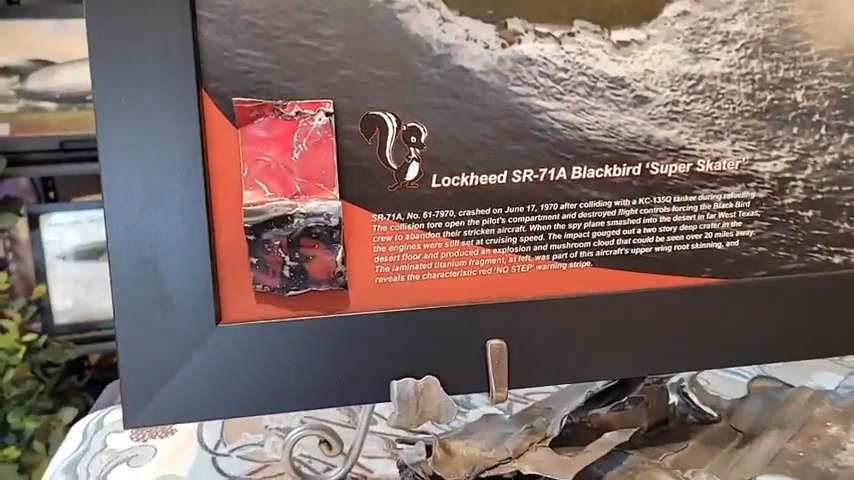 Lockheed SR-71A Blackbird ‘Super Skater’
SR-71A, No. 61-7970, crashed on June 17, 1970 after colliding with a KC-135Q tanker during refueling.
The collision tore open the pilot's compartment and destroyed flight controls forcing the Black Bird
crew to abandon their stricken aircraft. When the spy plane smashed into the desert in far West Texas,
the engines were still set at cruising speed. The impact gouged out a two story deep crater in the
desert floor and produced an explosion and mushroom cloud that could be seen over 20 miles away.
The laminated titanium fragment, at left, was part of this aircraft's upper wing root skinning, and
reveals the characteristic red 'NO STEP' warning stripe.